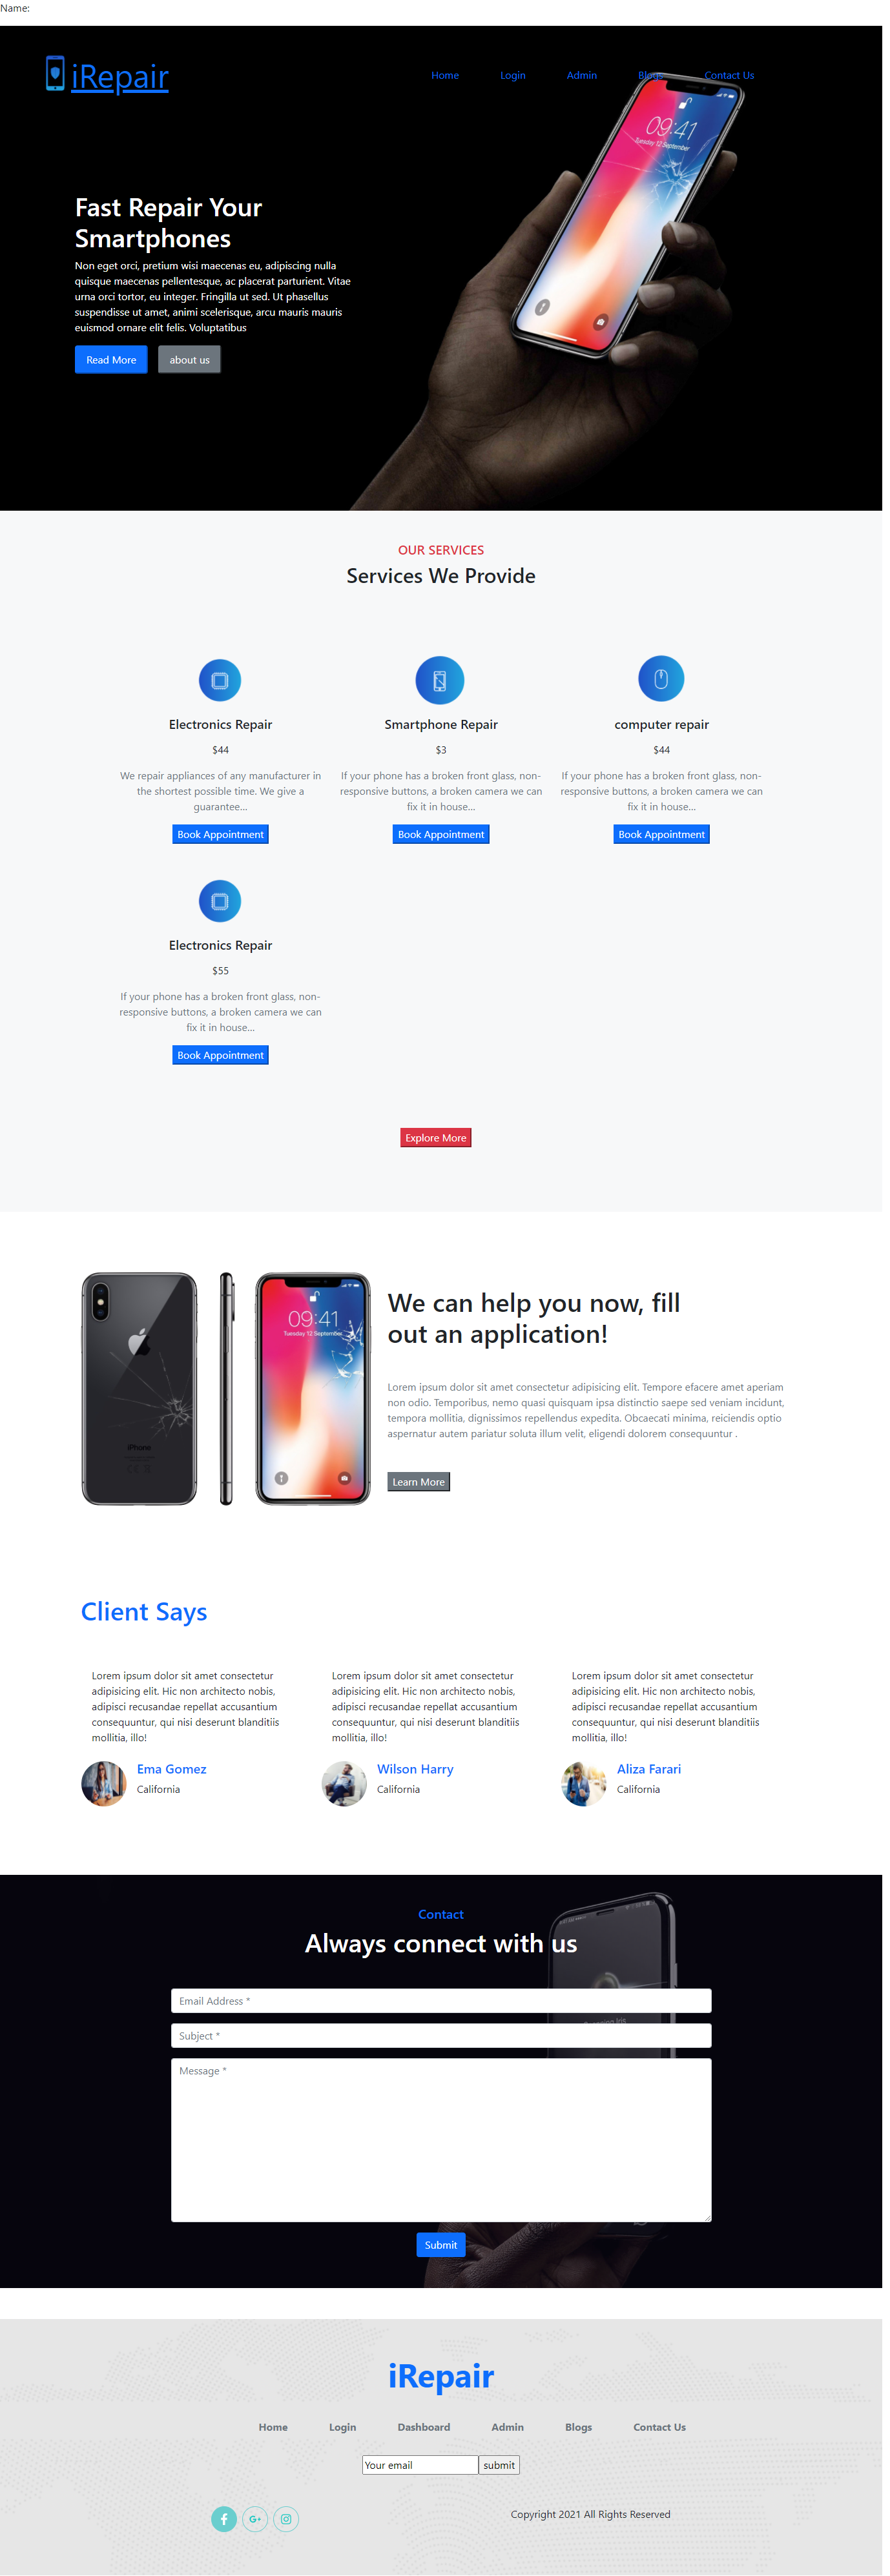 Name:
iRepair
Home Login Admin Blogs Contact Us
09:41
Tuesday 12 September
Fast Repair Your
Smartphones
Non eget orci, pretium wisi maecenas eu, adipiscing nulla
quisque maecenas pellentesque, ac placerat parturient. Vitae
urna orci tortor, eu integer. Fringilla ut sed. Ut phasellus
suspendisse ut amet, animi scelerisque, arcu mauris mauris
euismod ornare elit felis. Voluptatibus
Read More about us
OUR SERVICES
Services We Provide
Electronics Repair
$44
We repair appliances of any manufacturer in
the shortest possible time. We give a
guarantee...
Book Appointment
Smartphone Repair
$3
If your phone has a broken front glass, non-
responsive buttons, a broken camera we can
fix it in house...
Book Appointment
computer repair
$44
If your phone has a broken front glass, non-
responsive buttons, a broken camera we can
fix it in house...
Book Appointment
Electronics Repair
$55
If your phone has a broken front glass, non-
responsive buttons, a broken camera we can
fix it in house...
Book Appointment
Explore More
iPhone
09:41
Tuesday 12 September
We can help you now, fill
out an application!
Lorem ipsum dolor sit amet consectetur adipisicing elit. Tempore efacere amet aperiam
non odio. Temporibus, nemo quasi quisquam ipsa distinctio saepe sed veniam incidunt,
tempora mollitia, dignissimos repellendus expedita. Obcaecati minima, reiciendis optio
aspernatur autem pariatur soluta illum velit, eligendi dolorem consequuntur .
Learn More
Client Says
Lorem ipsum dolor sit amet consectetur
adipisicing elit. Hic non architecto nobis,
adipisci recusandae repellat accusantium
consequuntur, qui nisi deserunt blanditiis
mollitia, illo!
Ema Gomez
California
Lorem ipsum dolor sit amet consectetur
adipisicing elit. Hic non architecto nobis,
adipisci recusandae repellat accusantium
consequuntur, qui nisi deserunt blanditiis
mollitia, illo!
Wilson Harry
California
Lorem ipsum dolor sit amet consectetur
adipisicing elit. Hic non architecto nobis,
adipisci recusandae repellat accusantium
consequuntur, qui nisi deserunt blanditiis
mollitia, illo!
Aliza Farari
California
Contact
Always connect with us
Email Address *
Subject *
Message *
Submit
iRepair
Home Login Dashboard Admin Blogs Contact Us
Your email submit
Copyright 2021 All Rights Reserved